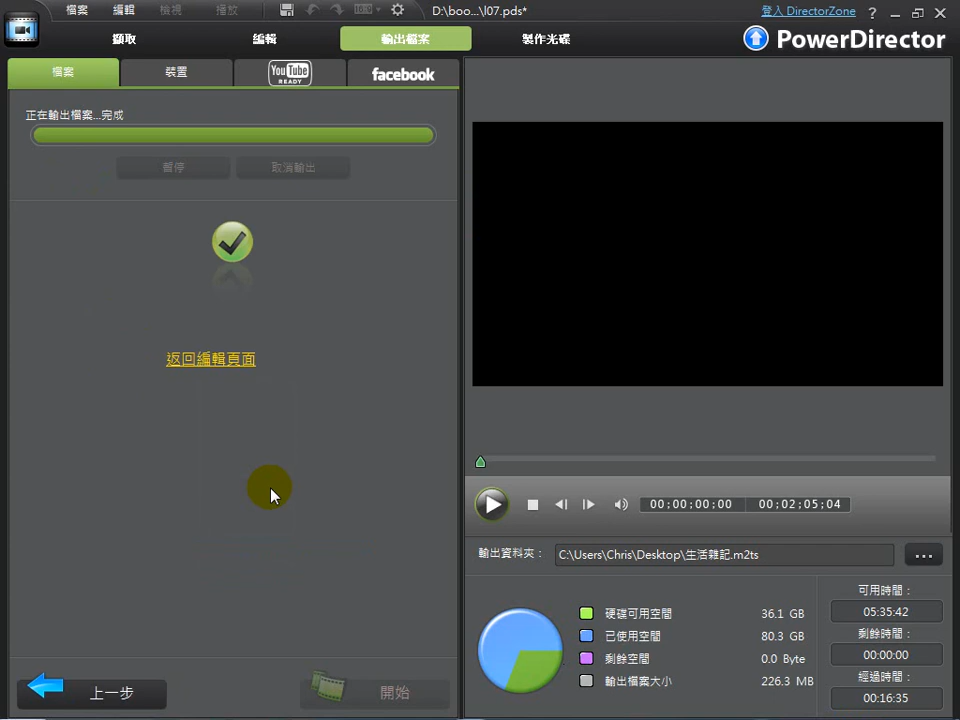 檔案 編輯 檢視 播放 16:9 D:\boo...\l07.pds* 登入 DirectorZone ?
擷取 編輯 輸出檔案 製作光碟 PowerDirector
檔案 裝置 YouTube READY facebook
正在輸出檔案...完成
暫停 取消輸出
返回編輯頁面
00;00;00;00 00;02;05;04
輸出資料夾： C:\Users\Chris\Desktop\生活雜記.m2ts ...
硬碟可用空間 36.1 GB
已使用空間 80.3 GB
剩餘空間 0.0 Byte
輸出檔案大小 226.3 MB
可用時間：
05:35:42
剩餘時間：
00:00:00
經過時間：
00:16:35
上一步 開始